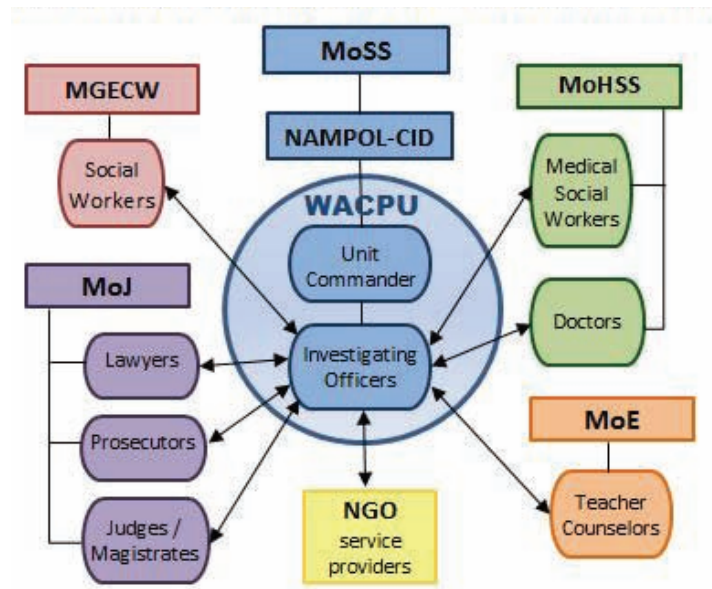 MoSS
MGECW
MoHSS
NAMPOL-CID
Social
Workers
Medical
Social
Workers
WACPU
Unit
Commander
MoJ
Doctors
Lawyers
Investigating
Officers
MoE
Prosecutors
NGO
service
providers
Teacher
Counselors
Judges /
Magistrates